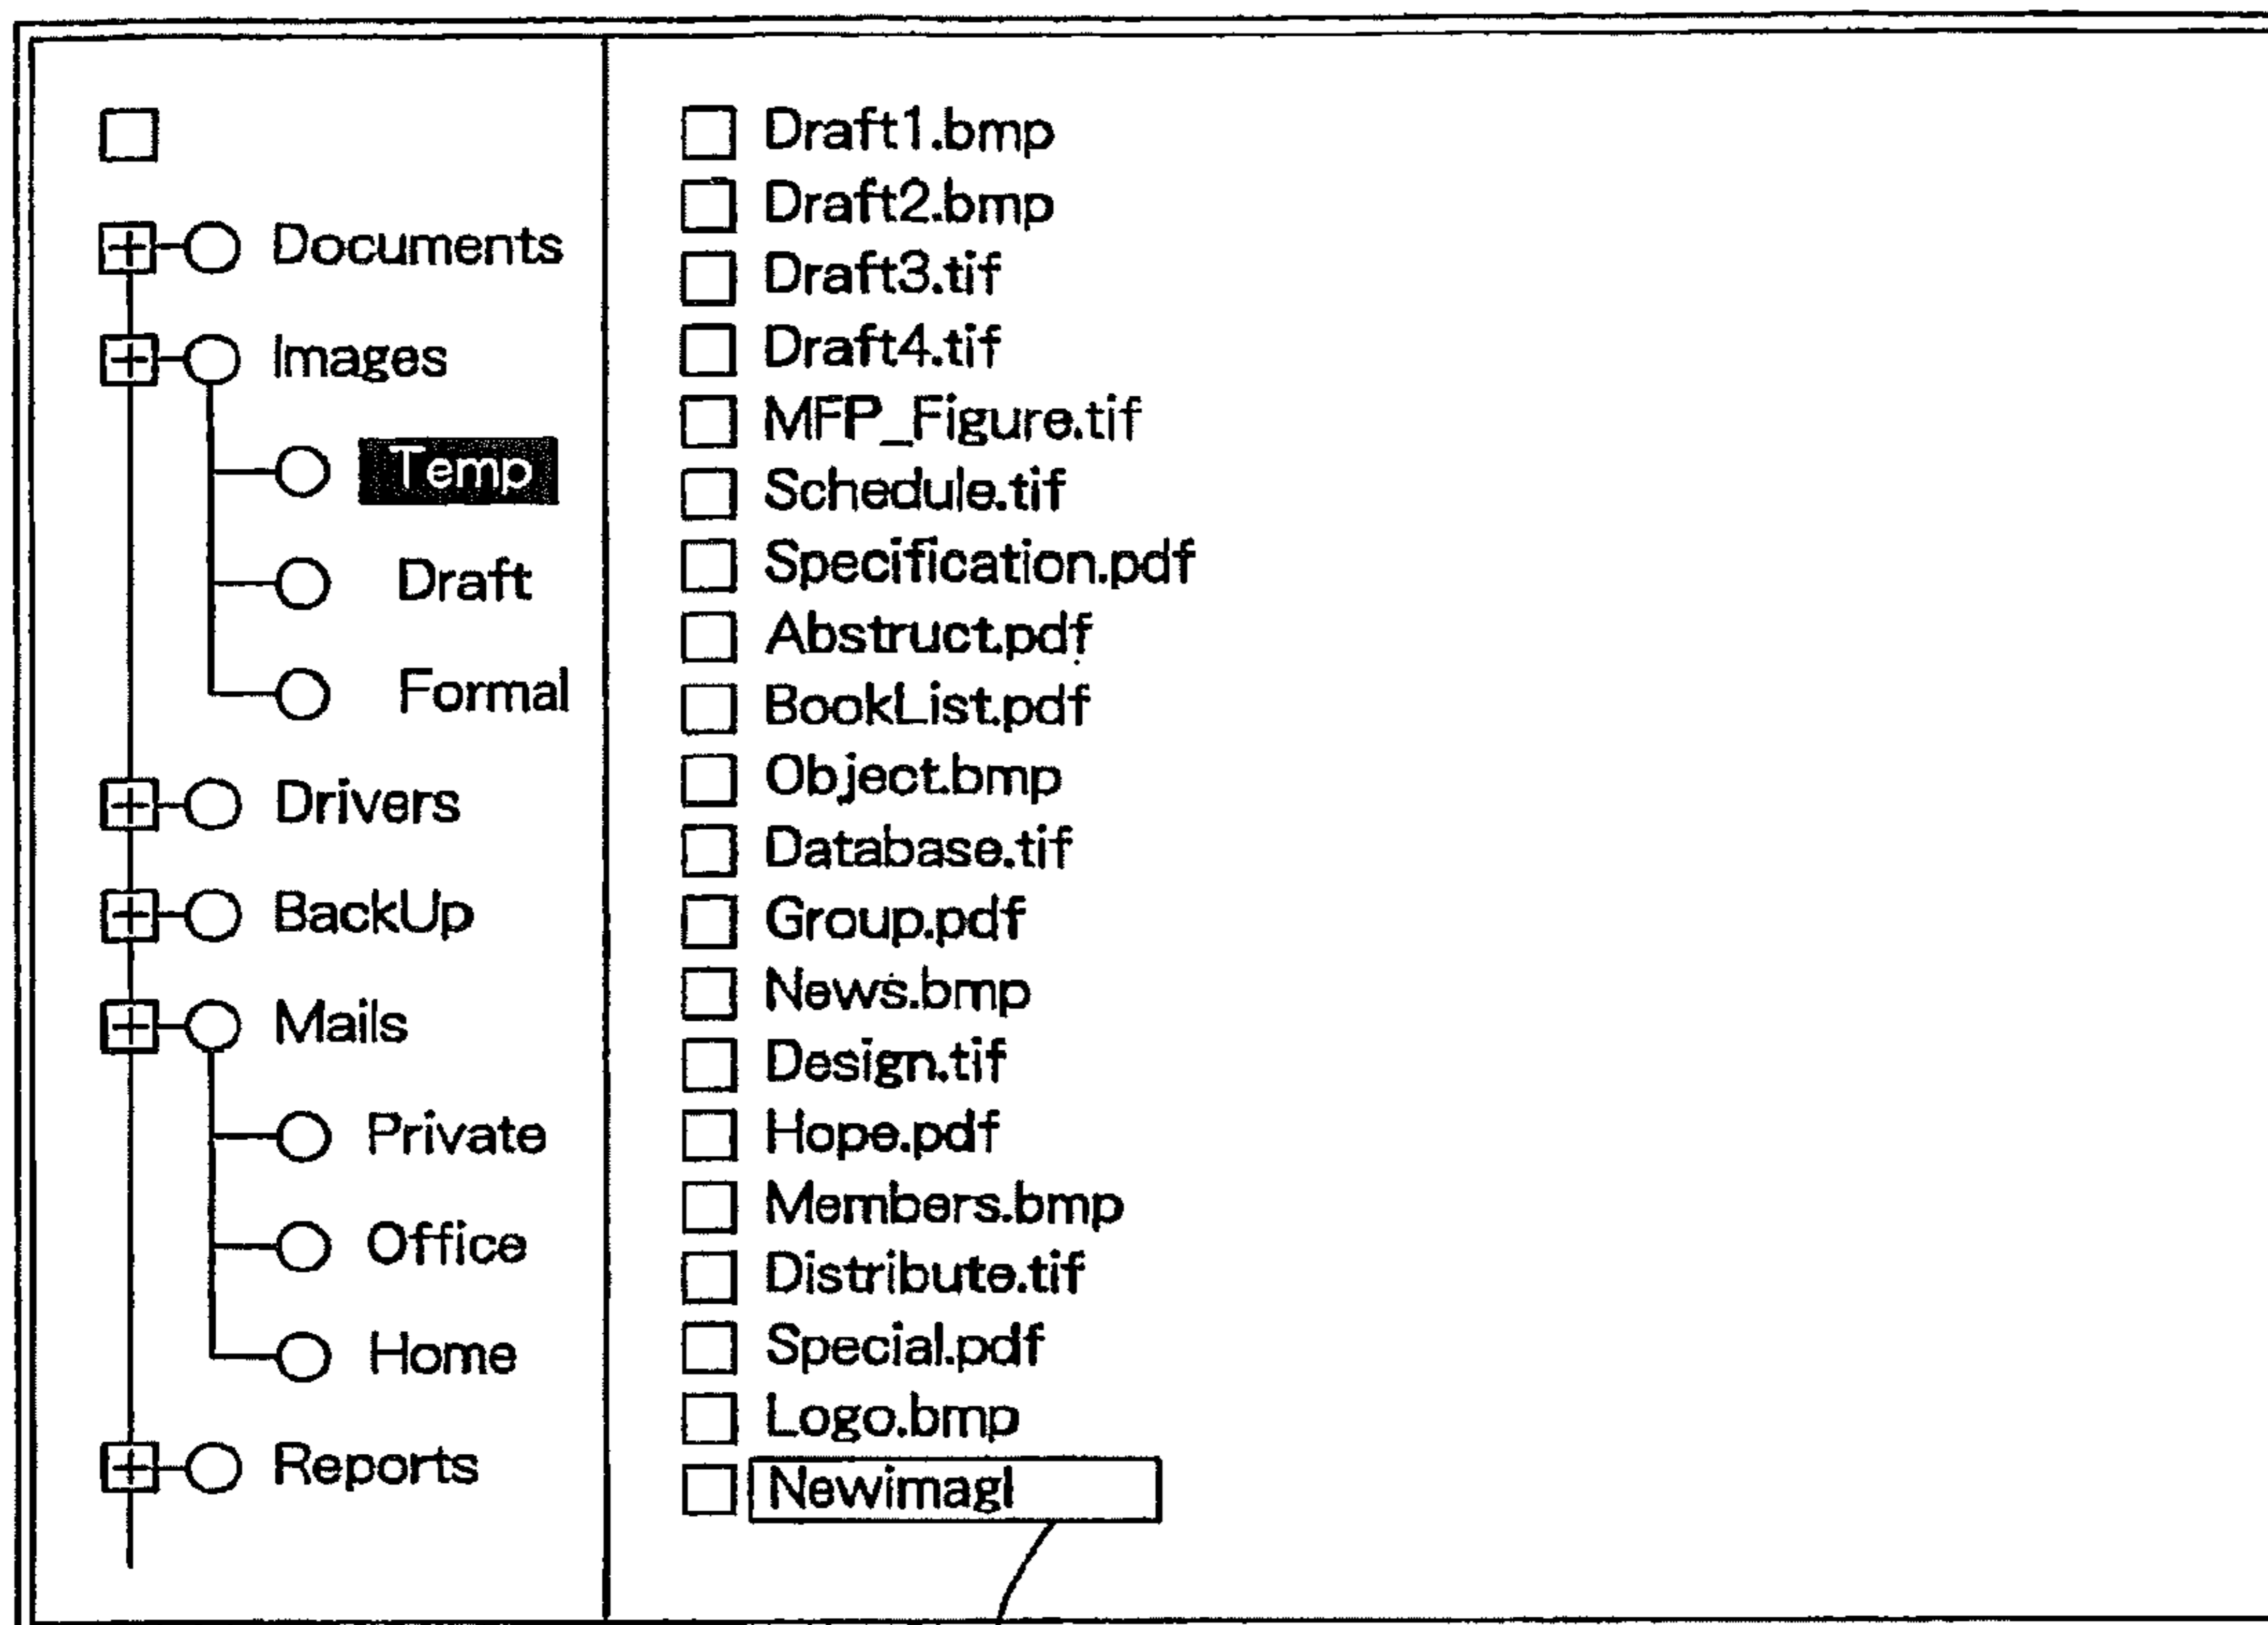 Documents
Images
Temp
Draft
Formal
Drivers
BackUp
Mails
Private
Office
Home
Reports
Draft1.bmp
Draft2.bmp
Draft3.tif
Draft4.tif
MFP_Figure.tif
Schedule.tif
Specification.pdf
Abstruct.pdf
BookList.pdf
Object.bmp
Database.tif
Group.pdf
News.bmp
Design.tif
Hope.pdf
Members.bmp
Distribute.tif
Special.pdf
Logo.bmp
Newimagl